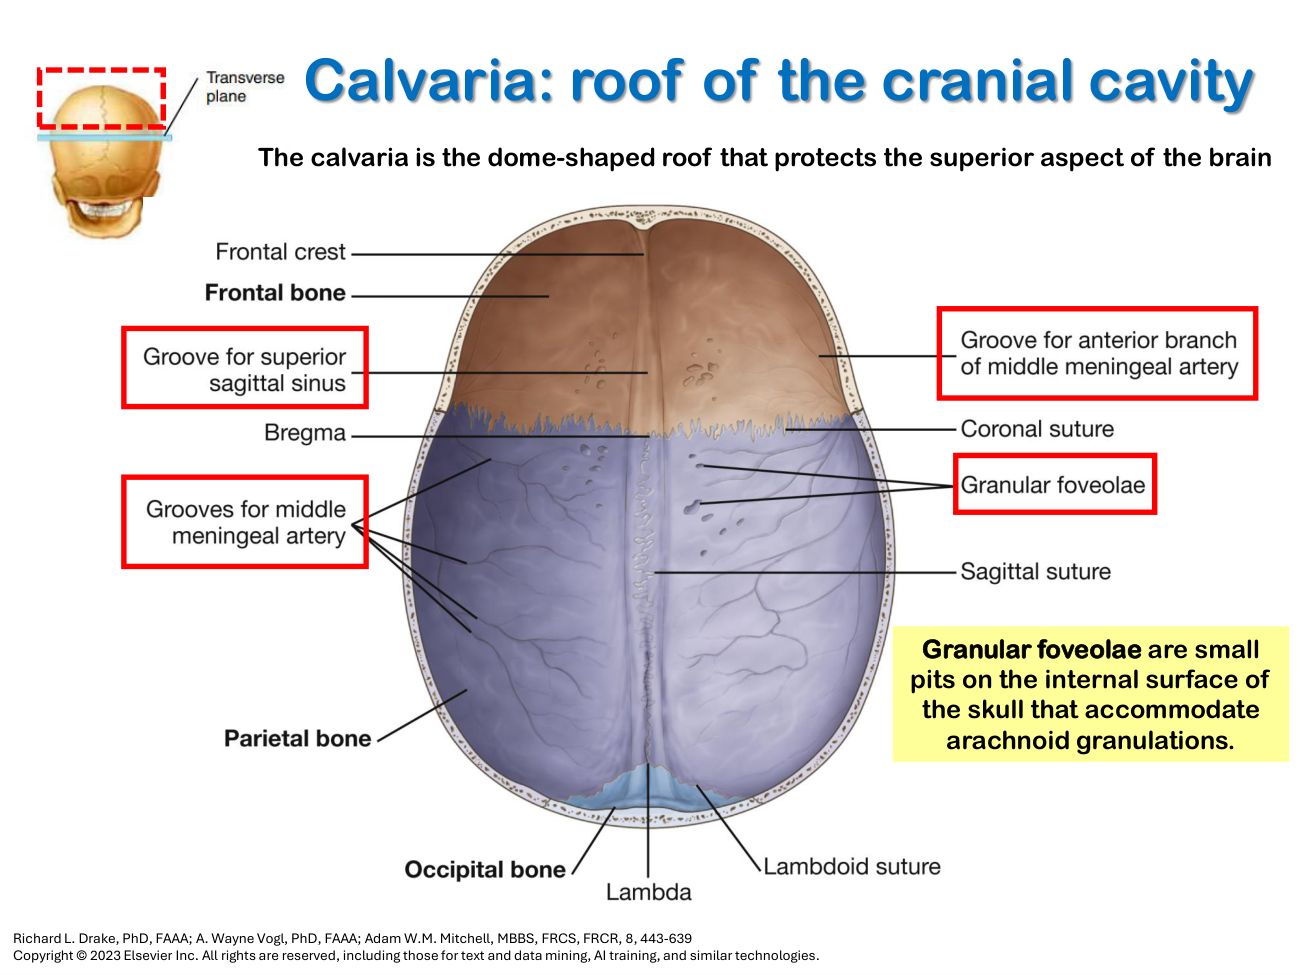 Transverse
plane
Calvaria: roof of the cranial cavity
The calvaria is the dome-shaped roof that protects the superior aspect of the brain
Frontal crest
Frontal bone
Groove for superior
sagittal sinus
Bregma
Grooves for middle
meningeal artery
Parietal bone
Occipital bone
Lambda
Lambdoid suture
Groove for anterior branch
of middle meningeal artery
Coronal suture
Granular foveolae
Sagittal suture
Granular foveolae are small
pits on the internal surface of
the skull that accommodate
arachnoid granulations.
Richard L. Drake, PhD, FAAA; A. Wayne Vogl, PhD, FAAA; Adam W.M. Mitchell, MBBS, FRCS, FRCR, 8, 443-639
Copyright © 2023 Elsevier Inc. All rights are reserved, including those for text and data mining, AI training, and similar technologies.